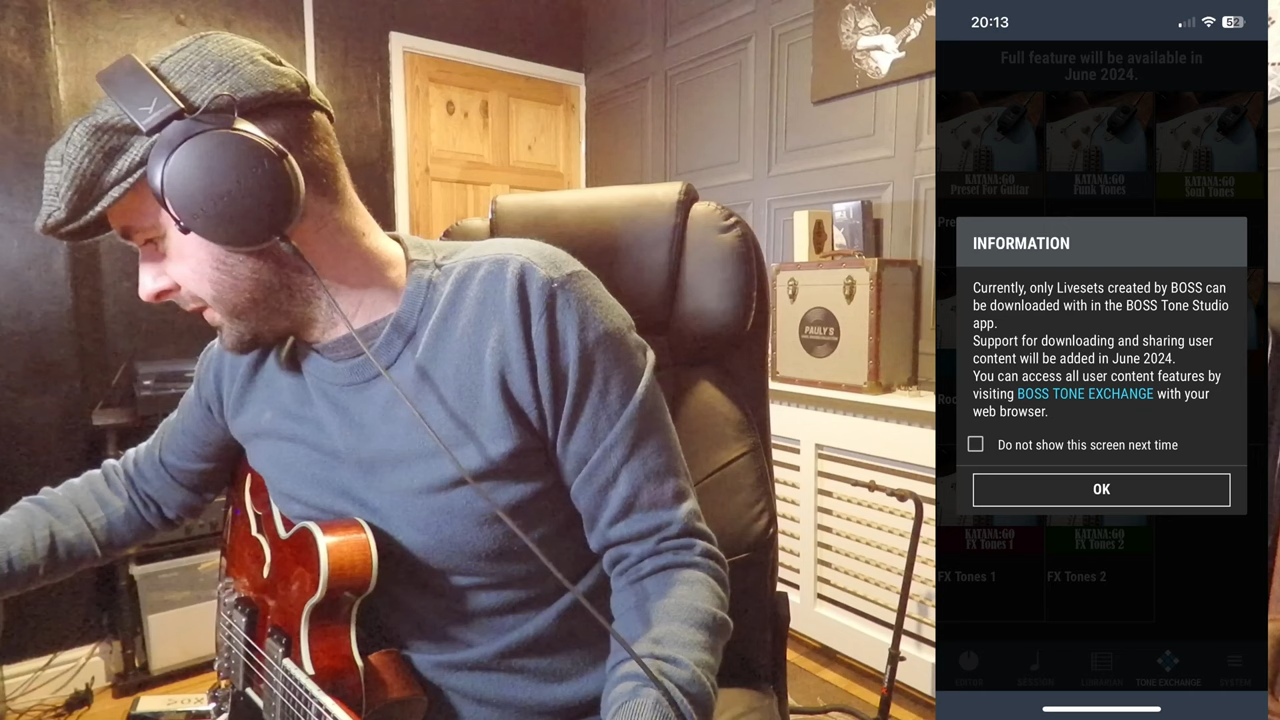 20:13
52
Full feature will be available in
June 2024.
KATANA:GO
Preset For Guitar
KATANA:GO
Funk Tones
KATANA:GO
Soul Tones
INFORMATION
Currently, only Livesets created by BOSS can
be downloaded with in the BOSS Tone Studio
app.
Support for downloading and sharing user
content will be added in June 2024.
You can access all user content features by
visiting BOSS TONE EXCHANGE with your
web browser.
Do not show this screen next time
OK
KATANA:GO
FX Tones 1
KATANA:GO
FX Tones 2
FX Tones 1
FX Tones 2
GUITAR
SESSION
LIBRARIAN
TONE EXCHANGE
SYSTEM
PAULY'S
VOX